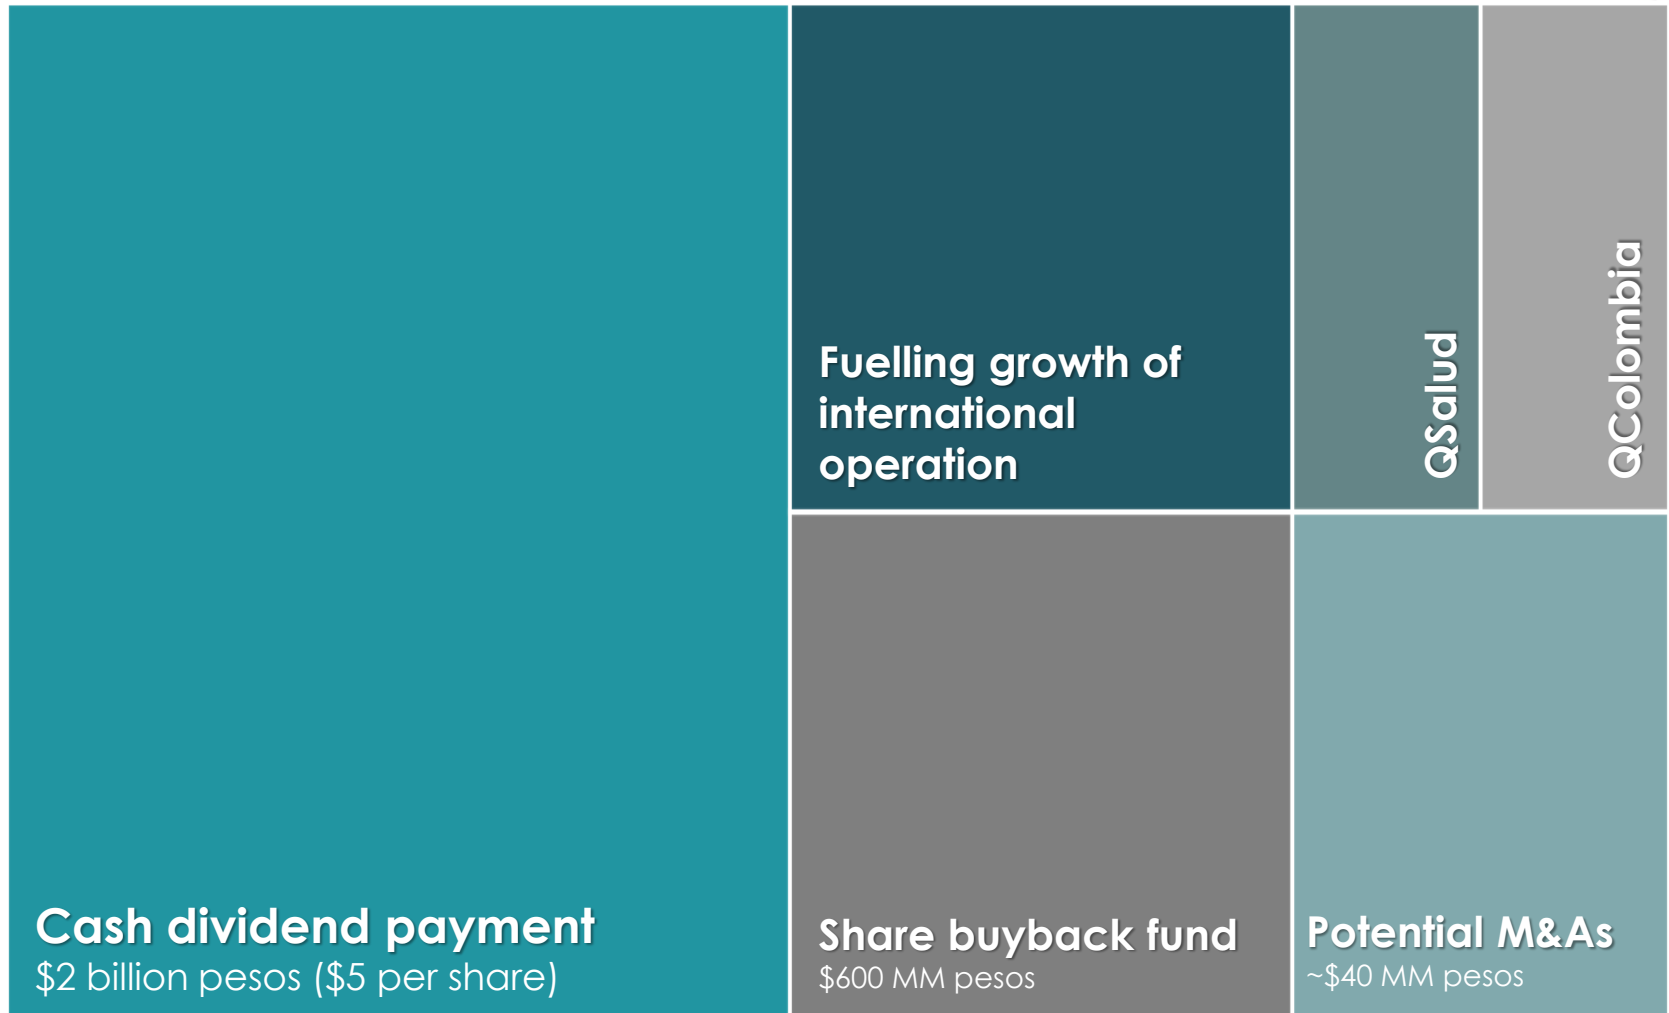 Fuelling growth of
international
operation
QSalud
QColombia
Cash dividend payment
$2 billion pesos ($5 per share)
Share buyback fund
$600 MM pesos
Potential M&As
~$40 MM pesos